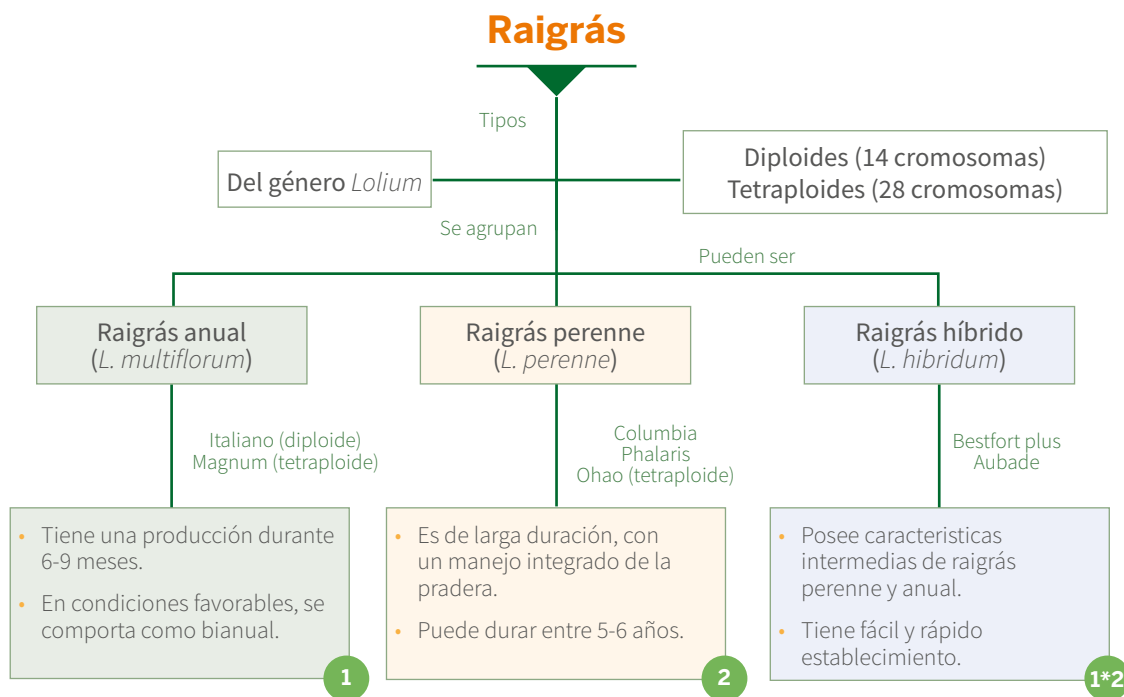 Raigrás
Tipos
Del género Lolium
Diploides (14 cromosomas)
Tetraploides (28 cromosomas)
Se agrupan
Pueden ser
Raigrás anual
(L. multiflorum)
Raigrás perenne
(L. perenne)
Raigrás híbrido
(L. hibridum)
Italiano (diploide)
Magnum (tetraploide)
Columbia
Phalaris
Ohao (tetraploide)
Bestfort plus
Aubade
• Tiene una producción durante
6-9 meses.
• En condiciones favorables, se
comporta como bianual.
1
• Es de larga duración, con
un manejo integrado de la
pradera.
• Puede durar entre 5-6 años.
2
• Posee caracteristicas
intermedias de raigrás
perenne y anual.
• Tiene fácil y rápido
establecimiento.
1*2